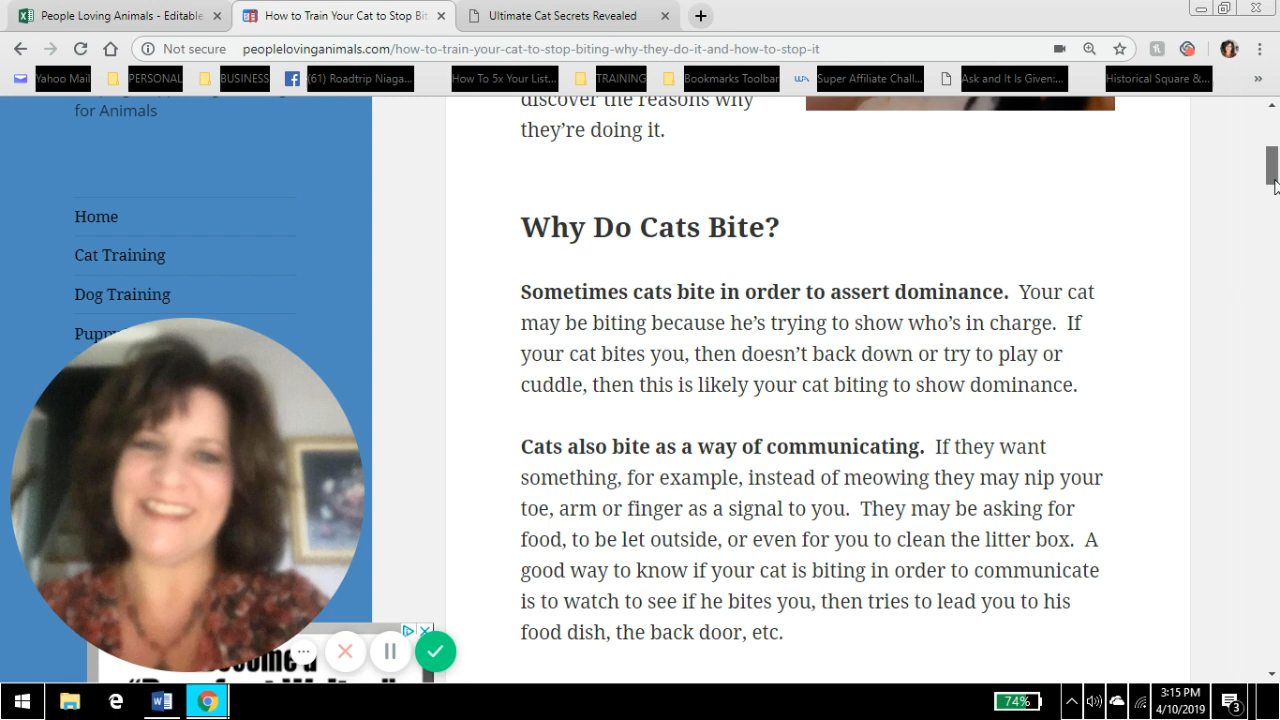 People Loving Animals - Editable
How to Train Your Cat to Stop Bit
Ultimate Cat Secrets Revealed
Not secure
peoplelovinganimals.com/how-to-train-your-cat-to-stop-biting-why-they-do-it-and-how-to-stop-it
Yahoo Mail
PERSONAL
BUSINESS
(61) Roadtrip Niaga...
How To 5x Your List...
TRAINING
Bookmarks Toolbar
Super Affiliate Chall...
Ask and It Is Given:...
Historical Square &...
for Animals
Home
Cat Training
Dog Training
discover the reasons why
they're doing it.
Why Do Cats Bite?
Sometimes cats bite in order to assert dominance. Your cat
may be biting because he's trying to show who's in charge. If
your cat bites you, then doesn't back down or try to play or
cuddle, then this is likely your cat biting to show dominance.
Cats also bite as a way of communicating. If they want
something, for example, instead of meowing they may nip your
toe, arm or finger as a signal to you. They may be asking for
food, to be let outside, or even for you to clean the litter box. A
good way to know if your cat is biting in order to communicate
is to watch to see if he bites you, then tries to lead you to his
food dish, the back door, etc.
74%
3:15 PM
4/10/2019
3